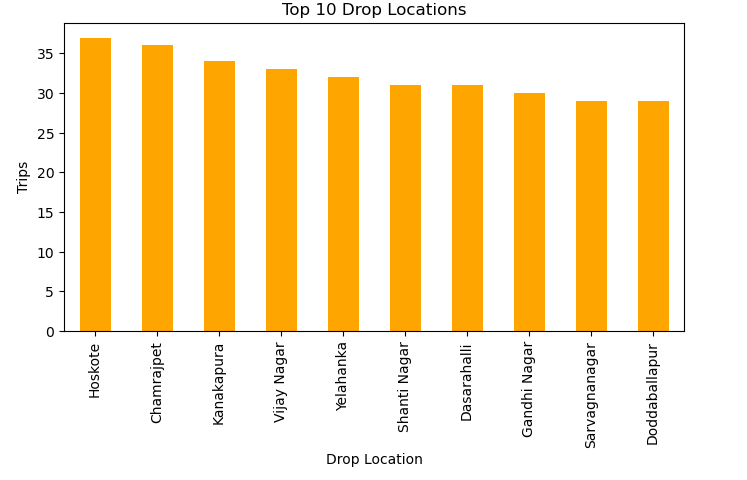 Top 10 Drop Locations
Trips
35
30
25
20
15
10
5
0
Hoskote
Chamrajpet
Kanakapura
Vijay Nagar
Yelahanka
Shanti Nagar
Dasarahalli
Gandhi Nagar
Sarvagnanagar
Doddaballapur
Drop Location